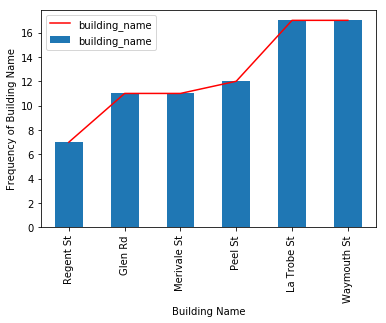 building_name
building_name
Frequency of Building Name
16
14
12
10
8
6
4
2
0
Regent St
Glen Rd
Merivale St
Peel St
La Trobe St
Waymouth St
Building Name